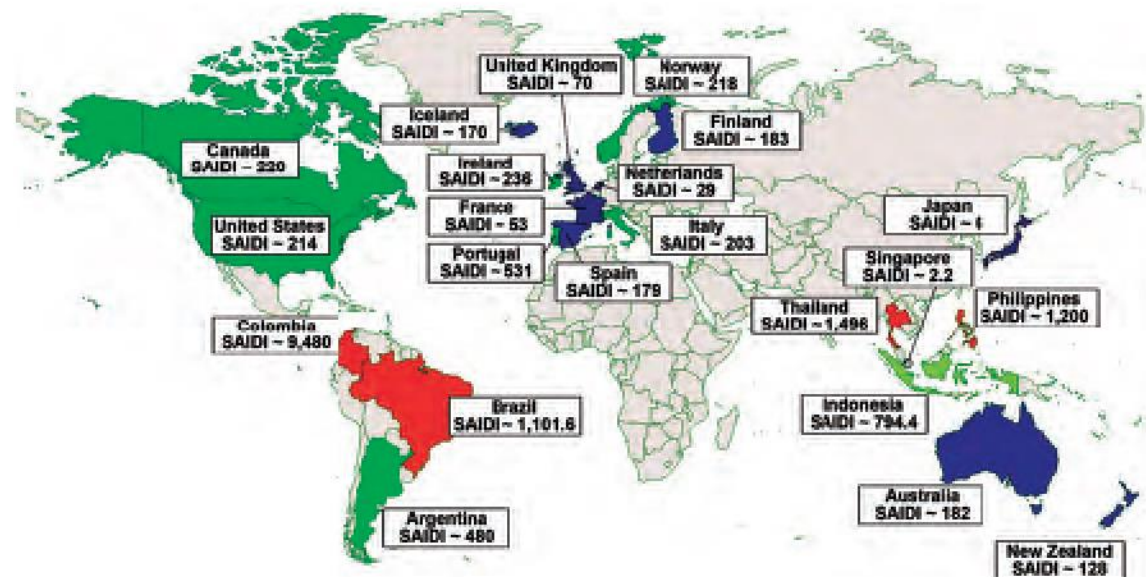 United Kingdom
SAIDI ~ 70
Norway
SAIDI ~ 218
Iceland
SAIDI ~ 170
Finland
SAIDI ~ 183
Canada
SAIDI ~ 220
Ireland
SAIDI ~ 236
Netherlands
SAIDI ~ 29
France
SAIDI ~ 53
Japan
SAIDI ~
United States
SAIDI ~ 214
Italy
SAIDI ~ 203
Portugal
SAIDI ~ 531
Singapore
SAIDI ~ 2.2
Spain
SAIDI ~ 179
Thailand
SAIDI ~ 1,496
Philippines
SAIDI ~ 1,200
Colombia
SAIDI ~ 9,480
Brazil
SAIDI ~ 1,101.6
Indonesia
SAIDI ~ 794.4
Australia
SAIDI ~ 182
Argentina
SAIDI ~ 480
New Zealand
SAIDI ~ 128